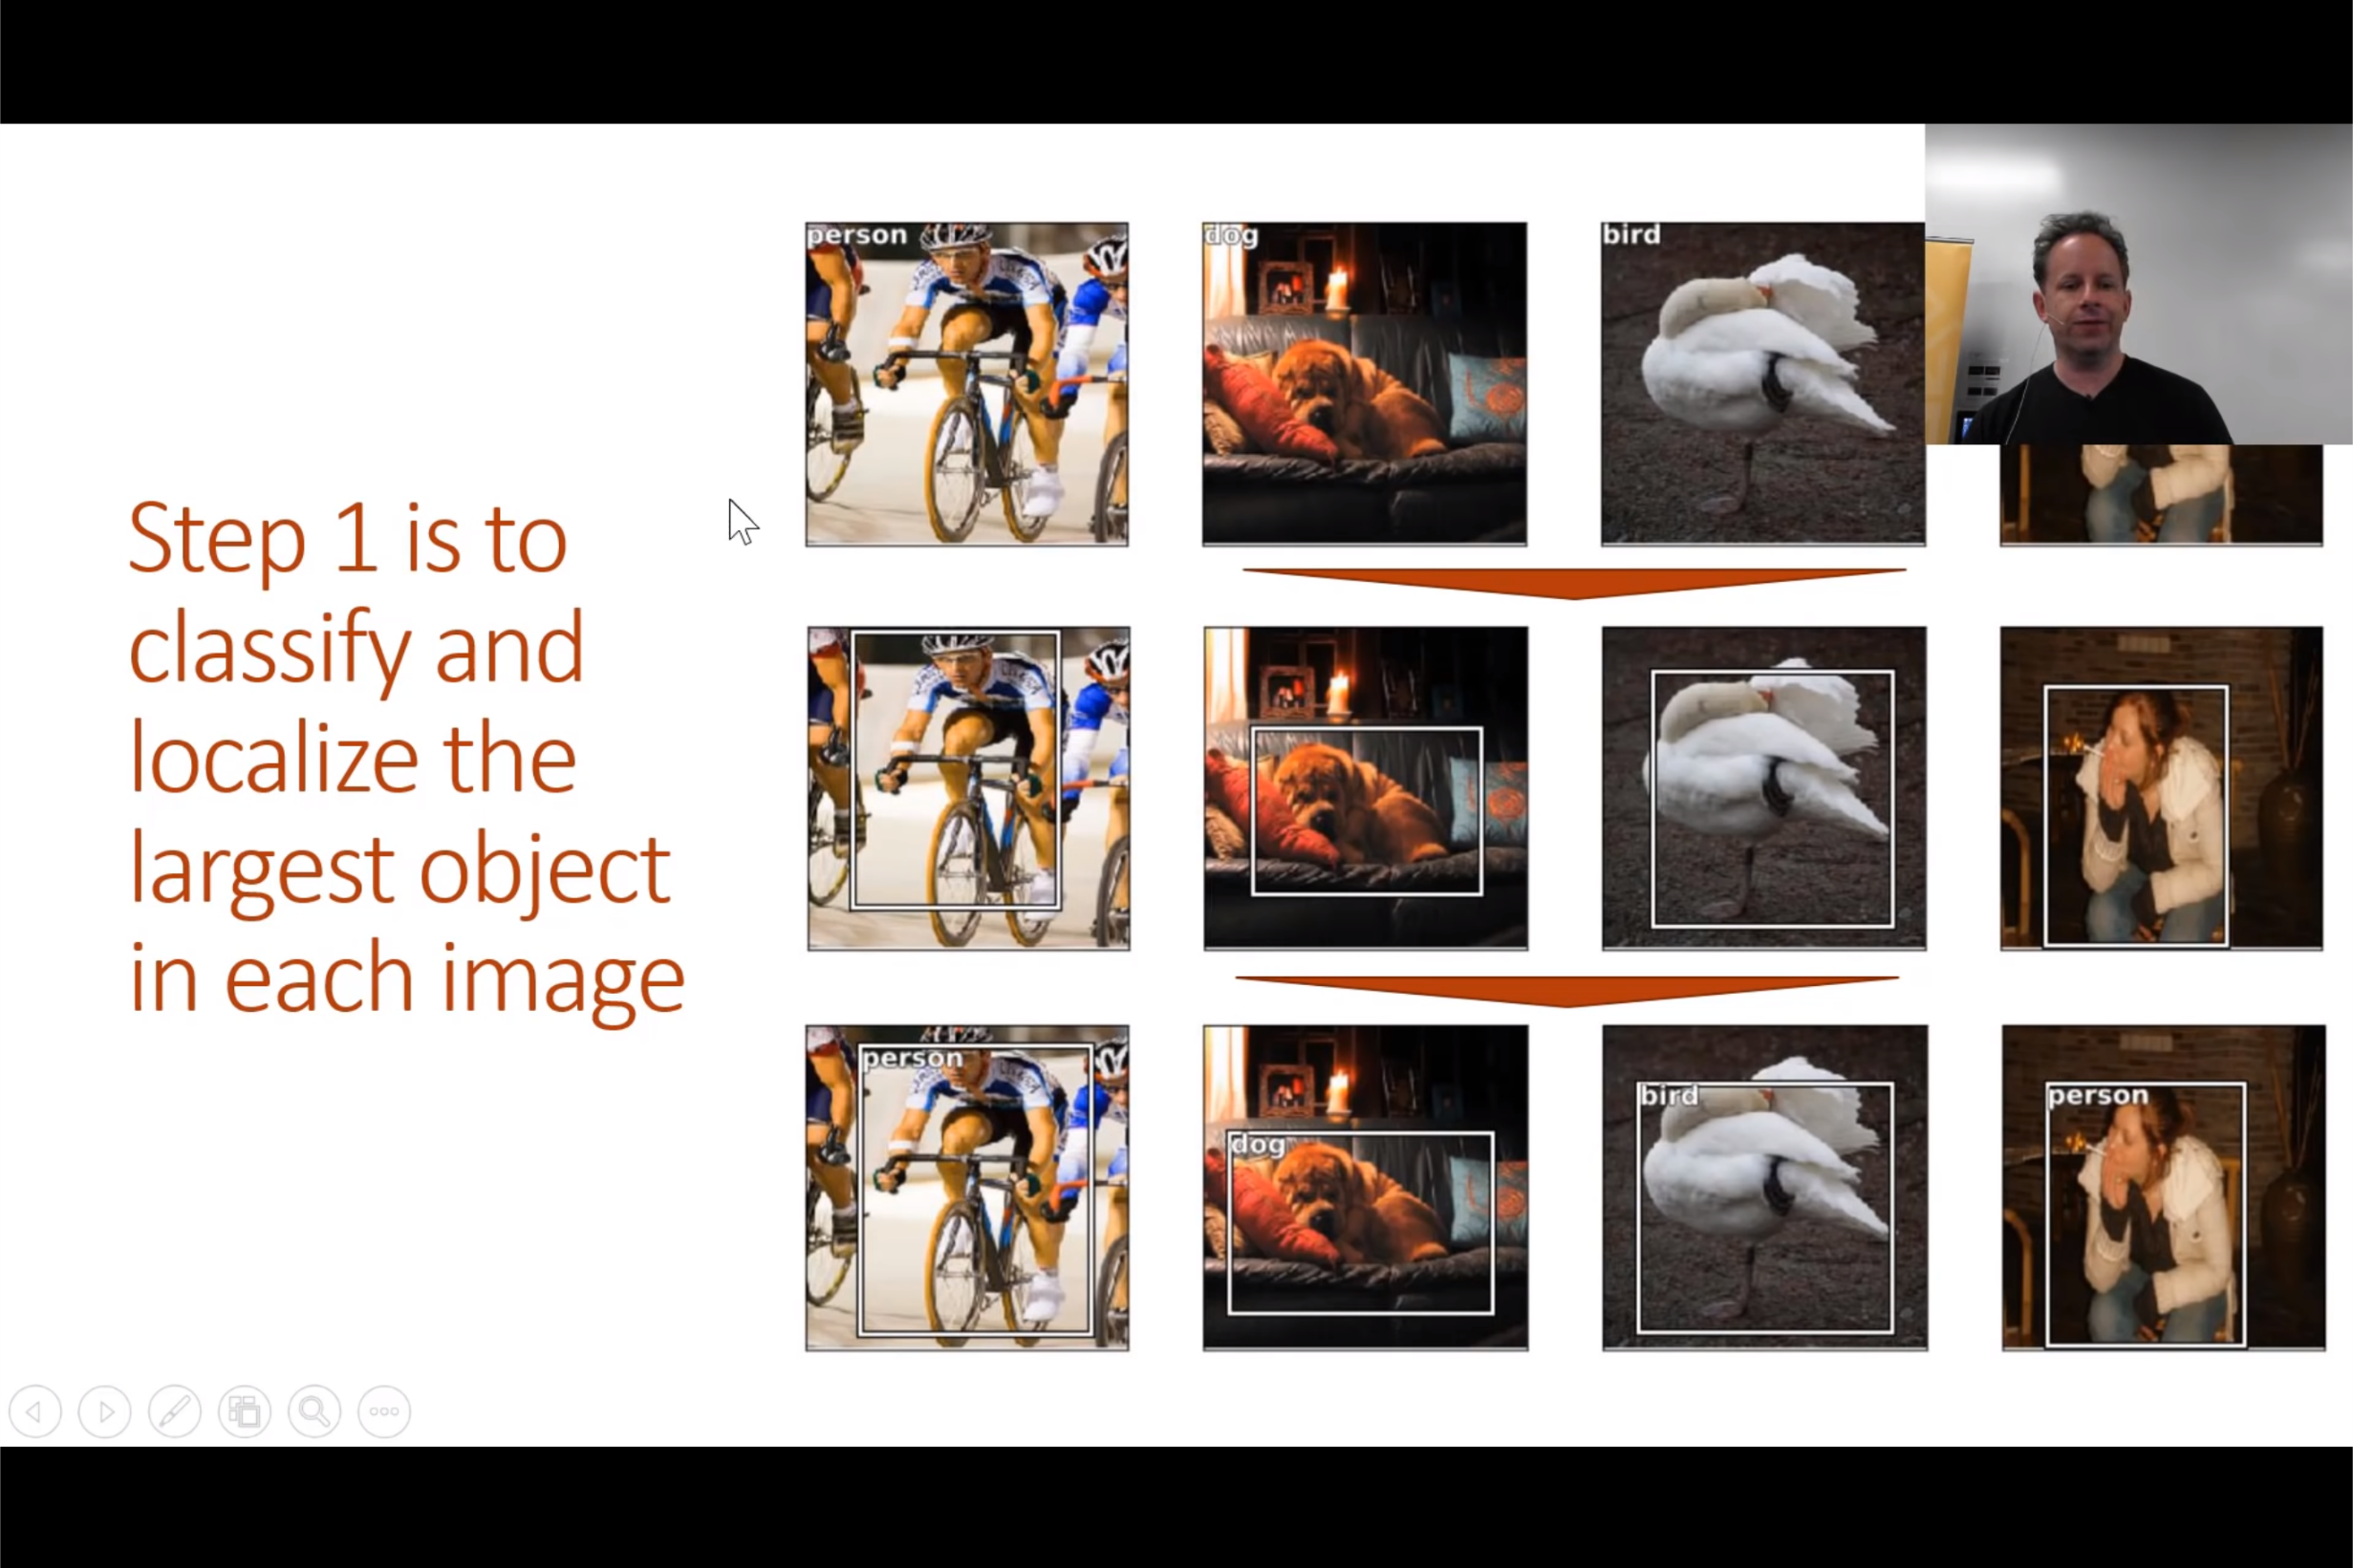 Step 1 is to
classify and
localize the
largest object
in each image
person
dog
bird
person
dog
bird
person